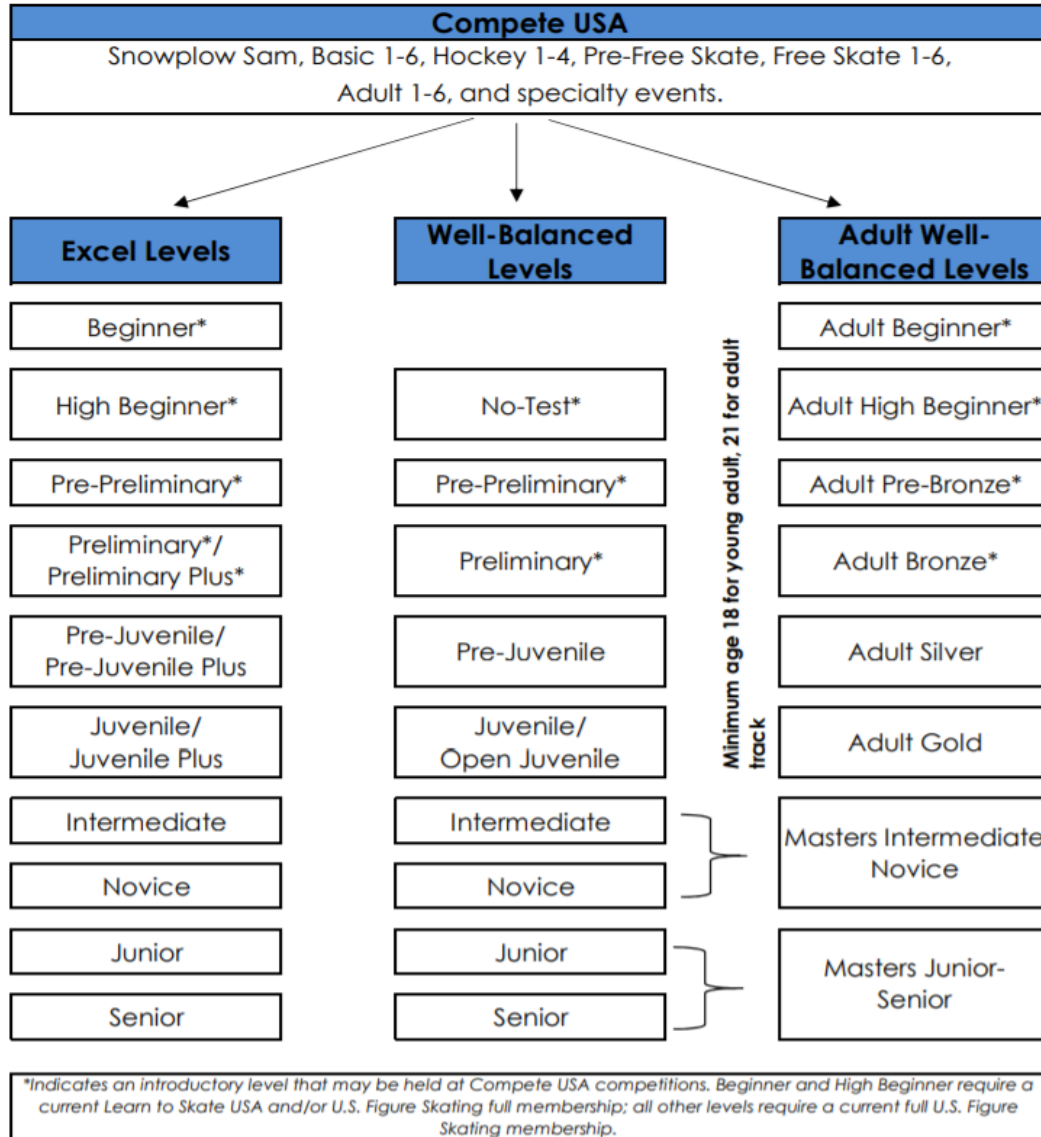 Compete USA
Snowplow Sam, Basic 1-6, Hockey 1-4, Pre-Free Skate, Free Skate 1-6,
Adult 1-6, and specialty events.
Excel Levels
Beginner*
High Beginner*
Pre-Preliminary*
Preliminary*/
Preliminary Plus*
Pre-Juvenile/
Pre-Juvenile Plus
Juvenile/
Juvenile Plus
Intermediate
Novice
Junior
Senior
Well-Balanced
Levels
No-Test*
Pre-Preliminary*
Preliminary*
Pre-Juvenile
Juvenile/
Open Juvenile
Intermediate
Novice
Junior
Senior
Minimum age 18 for young adult, 21 for adult
track
Adult Well-
Balanced Levels
Adult Beginner*
Adult High Beginner*
Adult Pre-Bronze*
Adult Bronze*
Adult Silver
Adult Gold
Masters Intermediate
Novice
Masters Junior-
Senior
*Indicates an introductory level that may be held at Compete USA competitions. Beginner and High Beginner require a
current Learn to Skate USA and/or U.S. Figure Skating full membership; all other levels require a current full U.S. Figure
Skating membership.